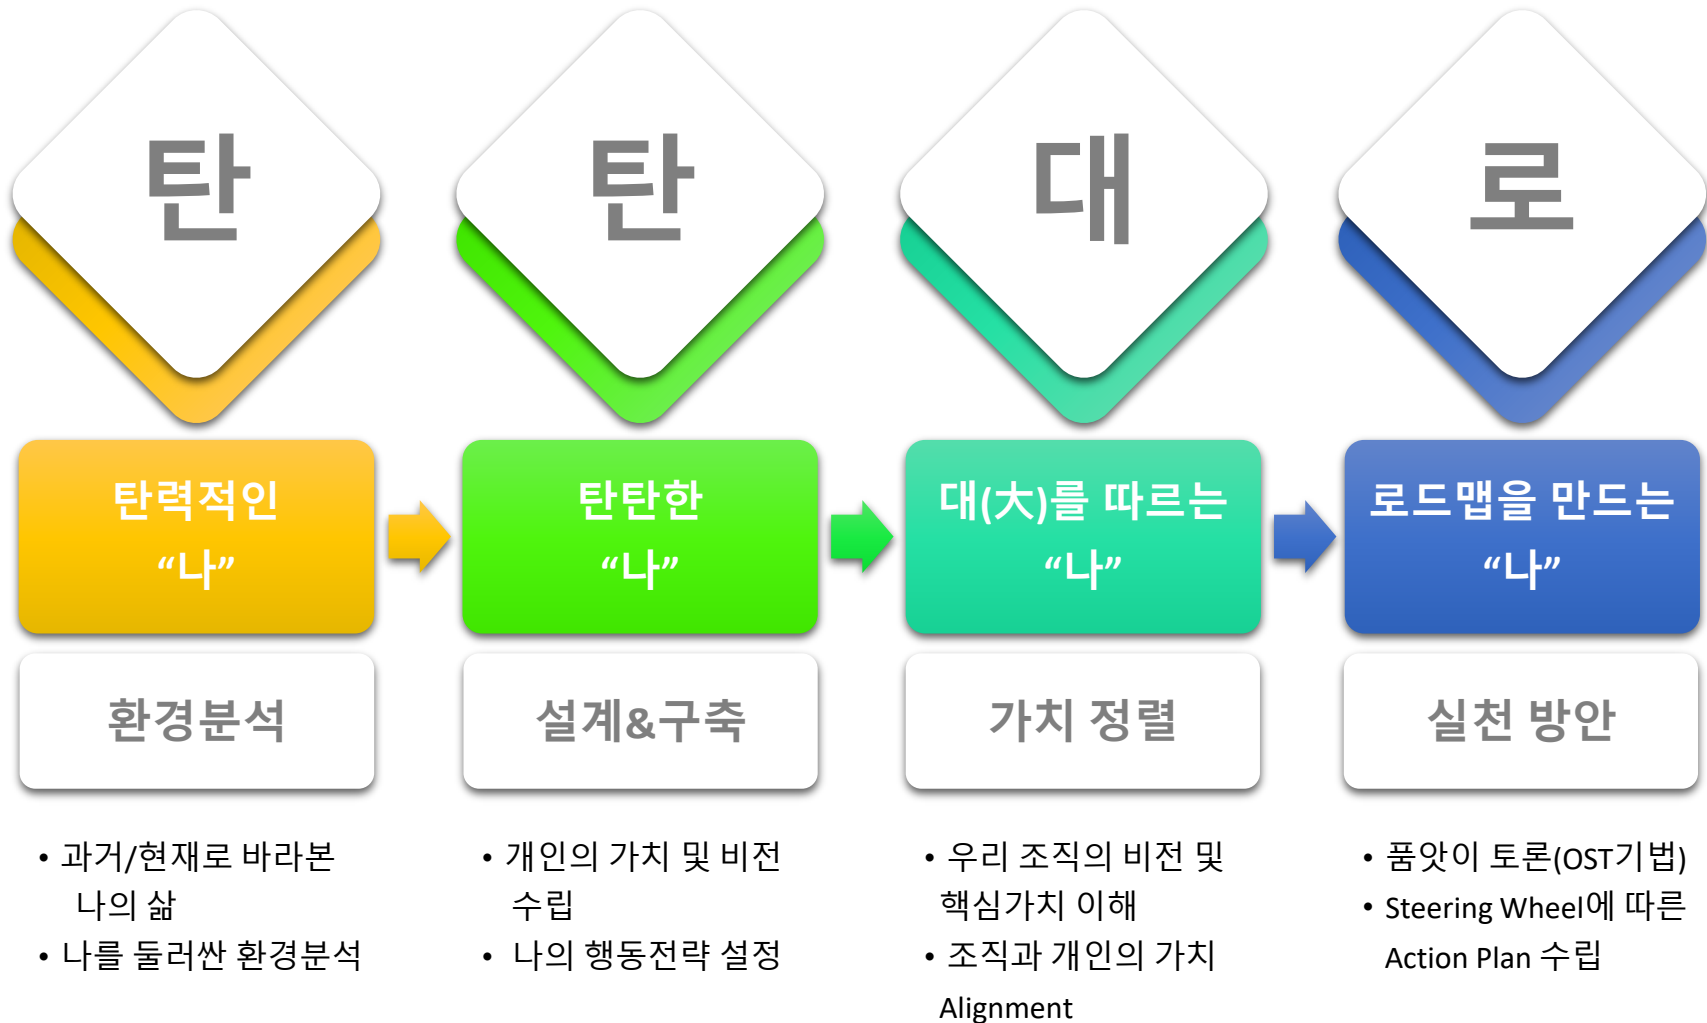 탄
탄
대
로
탄력적인
“나”
탄탄한
“나”
대(大)를 따르는
“나”
로드맵을 만드는
“나”
환경분석
설계&구축
가치 정렬
실천 방안
• 과거/현재로 바라본
나의 삶
• 나를 둘러싼 환경분석
• 개인의 가치 및 비전
수립
• 나의 행동전략 설정
• 우리 조직의 비전 및
핵심가치 이해
• 조직과 개인의 가치
Alignment
• 품앗이 토론(OST기법)
• Steering Wheel에 따른
Action Plan 수립